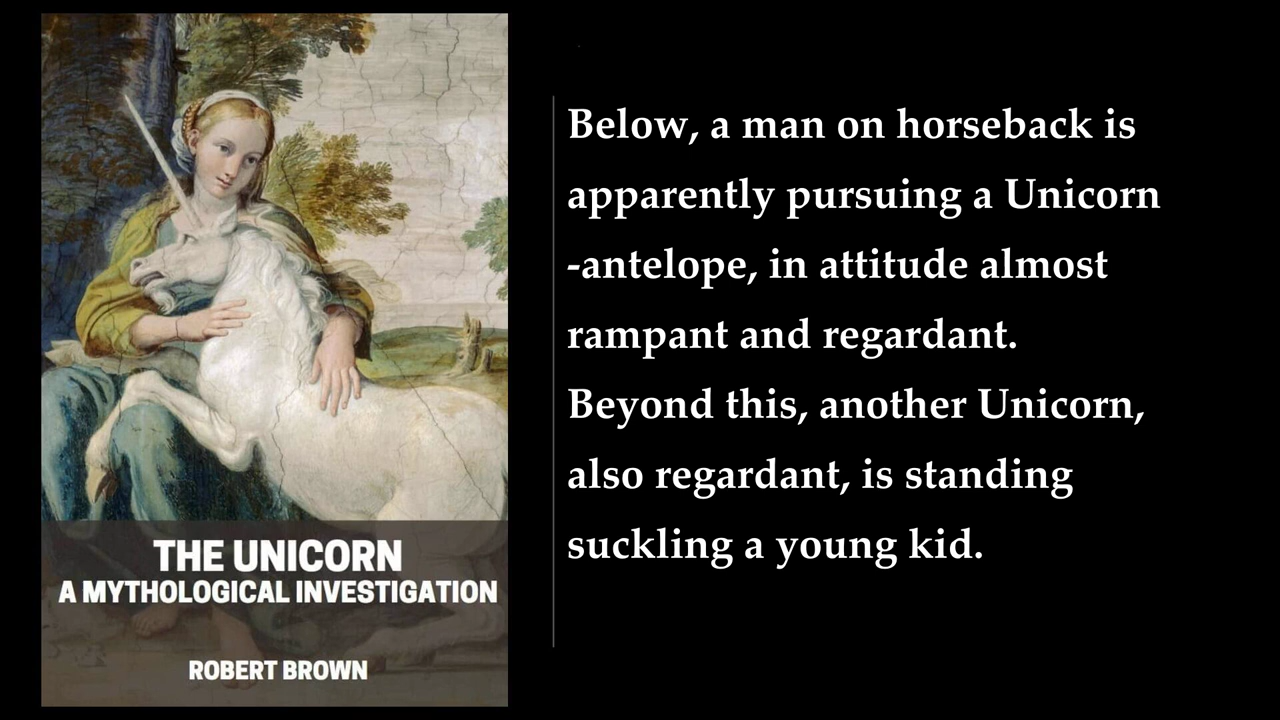 THE UNICORN
A MYTHOLOGICAL INVESTIGATION
ROBERT BROWN
Below, a man on horseback is
apparently pursuing a Unicorn
-antelope, in attitude almost
rampant and regardant.
Beyond this, another Unicorn,
also regardant, is standing
suckling a young kid.